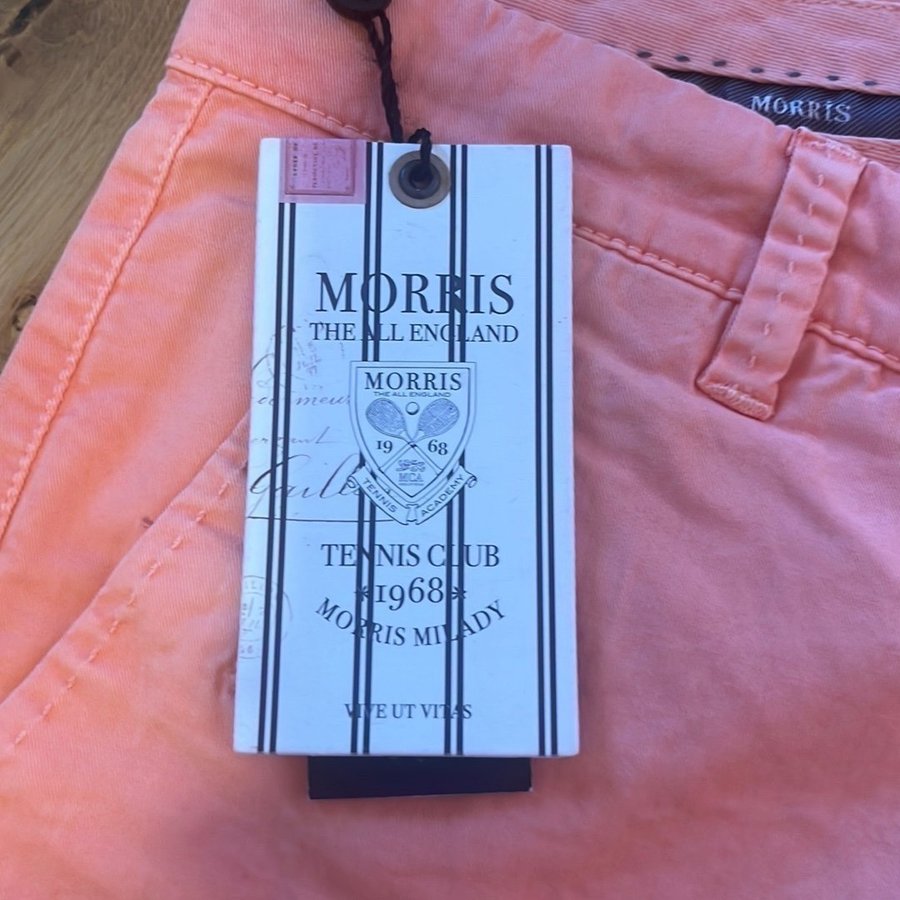 MORRIS
MORRIS
THE ALL ENGLAND
MORRIS
THE ALL ENGLAND
19 68
MCA
TENNIS ACADEMY
TENNIS CLUB
*1968*
MORRIS MILADY
VIVE UT VITAS